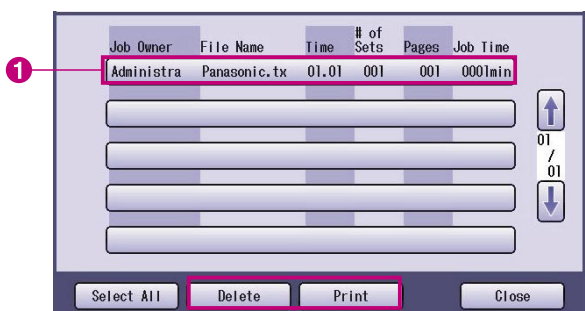 1
# of
Job Owner File Name Time Sets Pages Job Time
Administra Panasonic.tx 01.01 001 001 0001min
01
/
01
Select All Delete Print Close